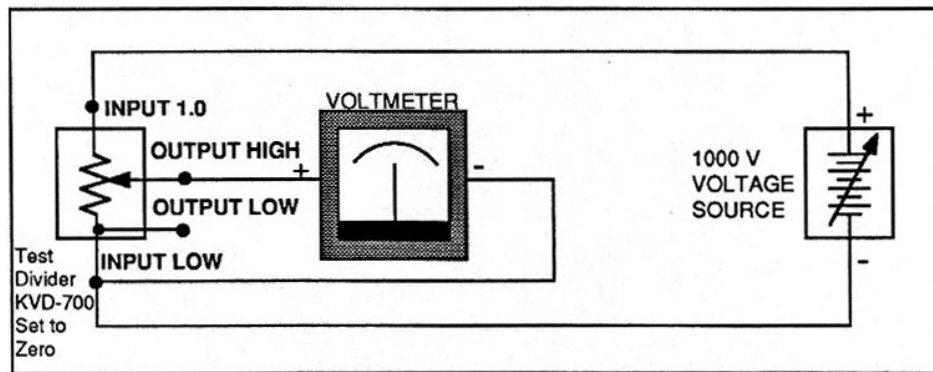 INPUT 1.0
VOLTMETER
OUTPUT HIGH
+
-
OUTPUT LOW
INPUT LOW
Test
Divider
KVD-700
Set to
Zero
+
1000 V
VOLTAGE
SOURCE
-